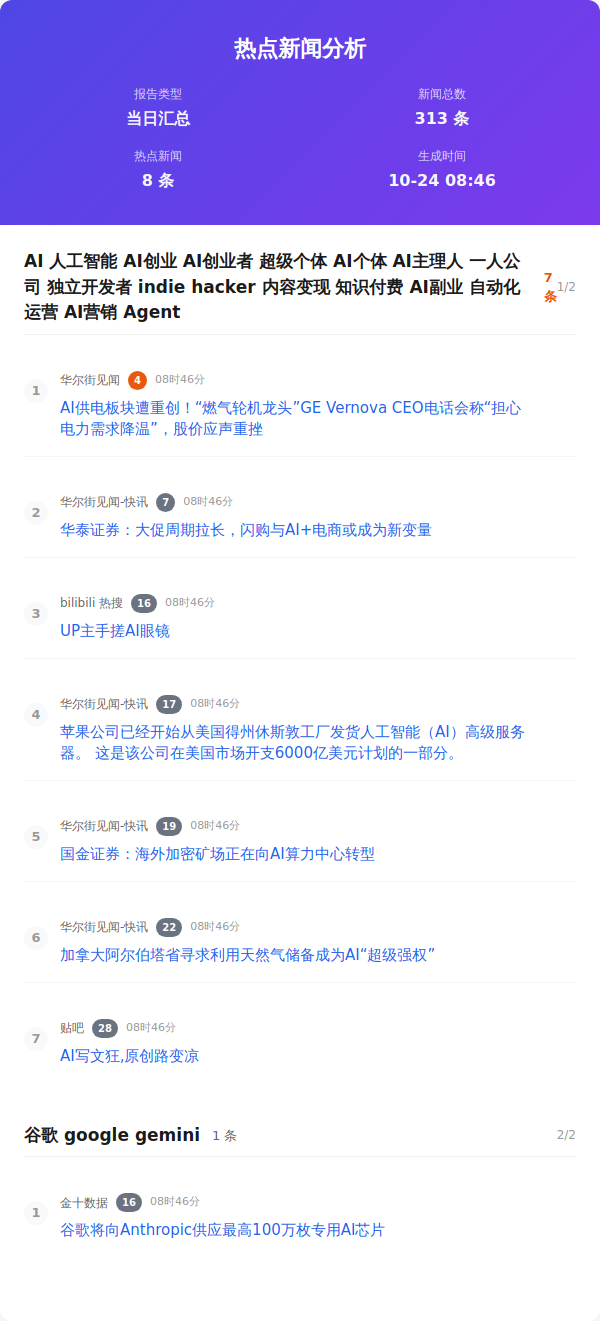 热点新闻分析
报告类型
新闻总数
当日汇总
313 条
热点新闻
生成时间
8 条
10-24 08:46
AI 人工智能 AI创业 AI创业者 超级个体 AI个体 AI主理人 一人公
司 独立开发者 indie hacker 内容变现 知识付费 AI副业 自动化
运营 AI营销 Agent
7
条
1/2
1
华尔街见闻 4 08时46分
AI供电板块遭重创！“燃气轮机龙头”GE Vernova CEO电话会称“担心
电力需求降温”，股价应声重挫
2
华尔街见闻-快讯 7 08时46分
华泰证券：大促周期拉长，闪购与AI+电商或成为新变量
3
bilibili 热搜 16 08时46分
UP主手搓AI眼镜
4
华尔街见闻-快讯 17 08时46分
苹果公司已经开始从美国得州休斯敦工厂发货人工智能（AI）高级服务
器。 这是该公司在美国市场开支6000亿美元计划的一部分。
5
华尔街见闻-快讯 19 08时46分
国金证券：海外加密矿场正在向AI算力中心转型
6
华尔街见闻-快讯 22 08时46分
加拿大阿尔伯塔省寻求利用天然气储备成为AI“超级强权”
7
贴吧 28 08时46分
AI写文狂,原创路变凉
谷歌 google gemini 1 条 2/2
1
金十数据 16 08时46分
谷歌将向Anthropic供应最高100万枚专用AI芯片